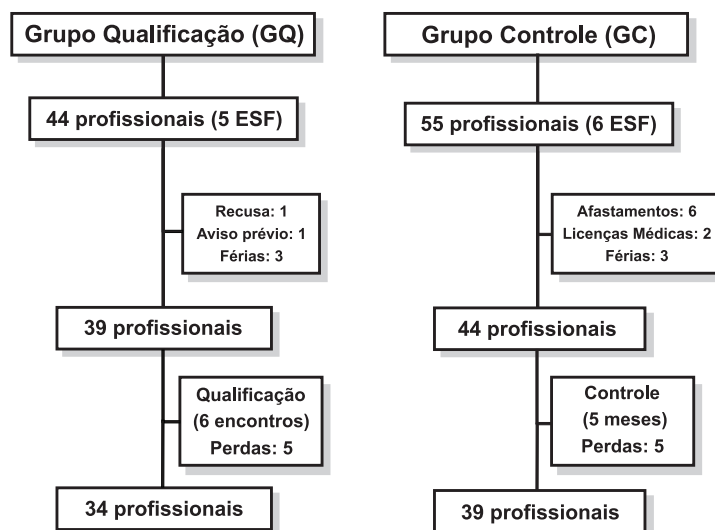 Grupo Qualificação (GQ)
44 profissionais (5 ESF)
Recusa: 1
Aviso prévio: 1
Férias: 3
39 profissionais
Qualificação
(6 encontros)
Perdas: 5
34 profissionais
Grupo Controle (GC)
55 profissionais (6 ESF)
Afastamentos: 6
Licenças Médicas: 2
Férias: 3
44 profissionais
Controle
(5 meses)
Perdas: 5
39 profissionais